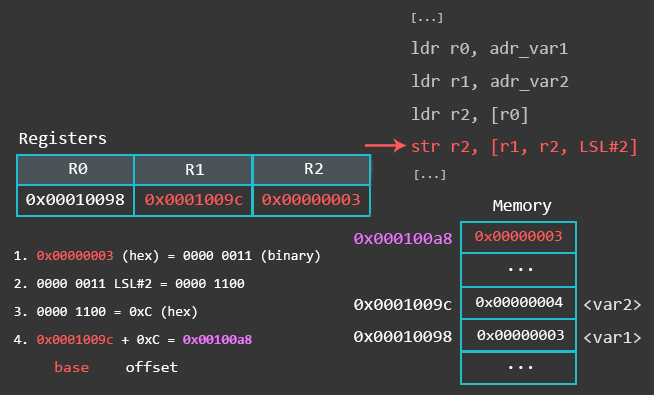 [...]
ldr r0, adr_var1
ldr r1, adr_var2
ldr r2, [r0]
str r2, [r1, r2, LSL#2]
[...]
Registers
R0 R1 R2
0x00010098 0x0001009c 0x00000003
1. 0x00000003 (hex) = 0000 0011 (binary)
2. 0000 0011 LSL#2 = 0000 1100
3. 0000 1100 = 0xC (hex)
4. 0x0001009c + 0xC = 0x00100a8
base offset
Memory
0x000100a8 0x00000003
...
0x0001009c 0x00000004 <var2>
0x00010098 0x00000003 <var1>
...